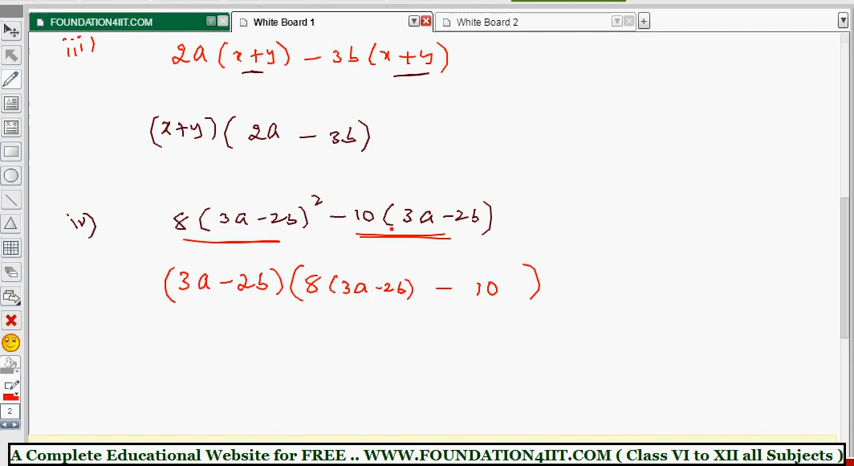 FOUNDATION4IIT.COM White Board 1 White Board 2
iii) 2a(x+y) - 3b(x+y)
(x+y)(2a - 3b)
iv) 8(3a-2b)² - 10(3a-2b)
(3a-2b)(8(3a-2b) - 10 )
2
A Complete Educational Website for FREE .. WWW.FOUNDATION4IIT.COM ( Class VI to XII all Subjects )